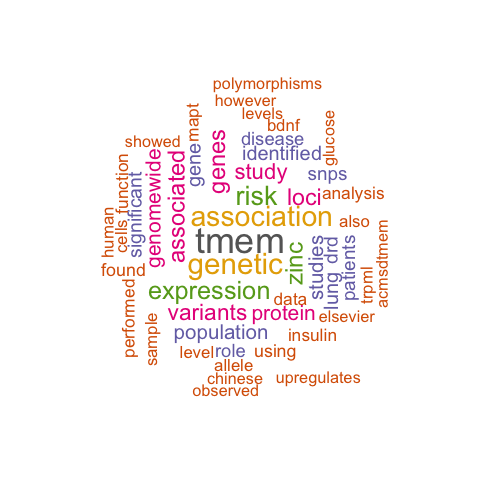 polymorphisms
however
levels
mapt
bdnf
glucose
showed
disease
gene
genes
identified
genomewide
associated
study
snps
cells
function
significant
risk
loci
analysis
human
association
also
tmem
zinc
studies
lung
drd
patients
found
genetic
trpml
acmsdtmem
expression
data
performed
sample
variants
protein
elsevier
population
insulin
level
role
using
allele
chinese
upregulates
observed